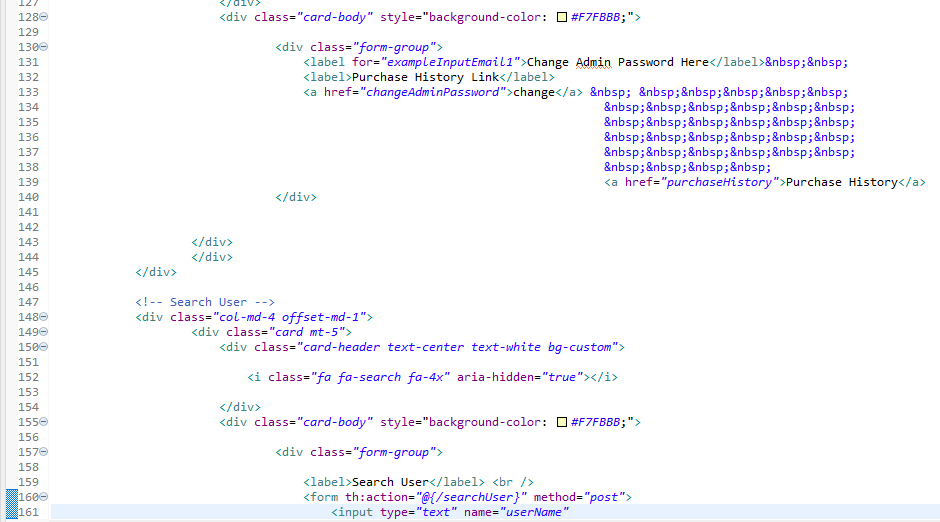 127 </div>
128 <div class="card-body" style="background-color: #F7FBBB;">
129
130 <div class="form-group">
131 <label for="exampleInputEmail1">Change Admin Password Here</label>&nbsp;&nbsp;
132 <label>Purchase History Link</label>
133 <a href="changeAdminPassword">change</a> &nbsp; &nbsp;&nbsp;&nbsp;&nbsp;&nbsp;
134 &nbsp;&nbsp;&nbsp;&nbsp;&nbsp;&nbsp;
135 &nbsp;&nbsp;&nbsp;&nbsp;&nbsp;&nbsp;
136 &nbsp;&nbsp;&nbsp;&nbsp;&nbsp;&nbsp;
137 &nbsp;&nbsp;&nbsp;&nbsp;&nbsp;&nbsp;
138 &nbsp;&nbsp;&nbsp;&nbsp;
139 <a href="purchaseHistory">Purchase History</a>
140 </div>
141
142
143 </div>
144 </div>
145 </div>
146
147 <!-- Search User -->
148 <div class="col-md-4 offset-md-1">
149 <div class="card mt-5">
150 <div class="card-header text-center text-white bg-custom">
151
152 <i class="fa fa-search fa-4x" aria-hidden="true"></i>
153
154 </div>
155 <div class="card-body" style="background-color: #F7FBBB;">
156
157 <div class="form-group">
158
159 <label>Search User</label> <br />
160 <form th:action="@{/searchUser}" method="post">
161 <input type="text" name="userName"